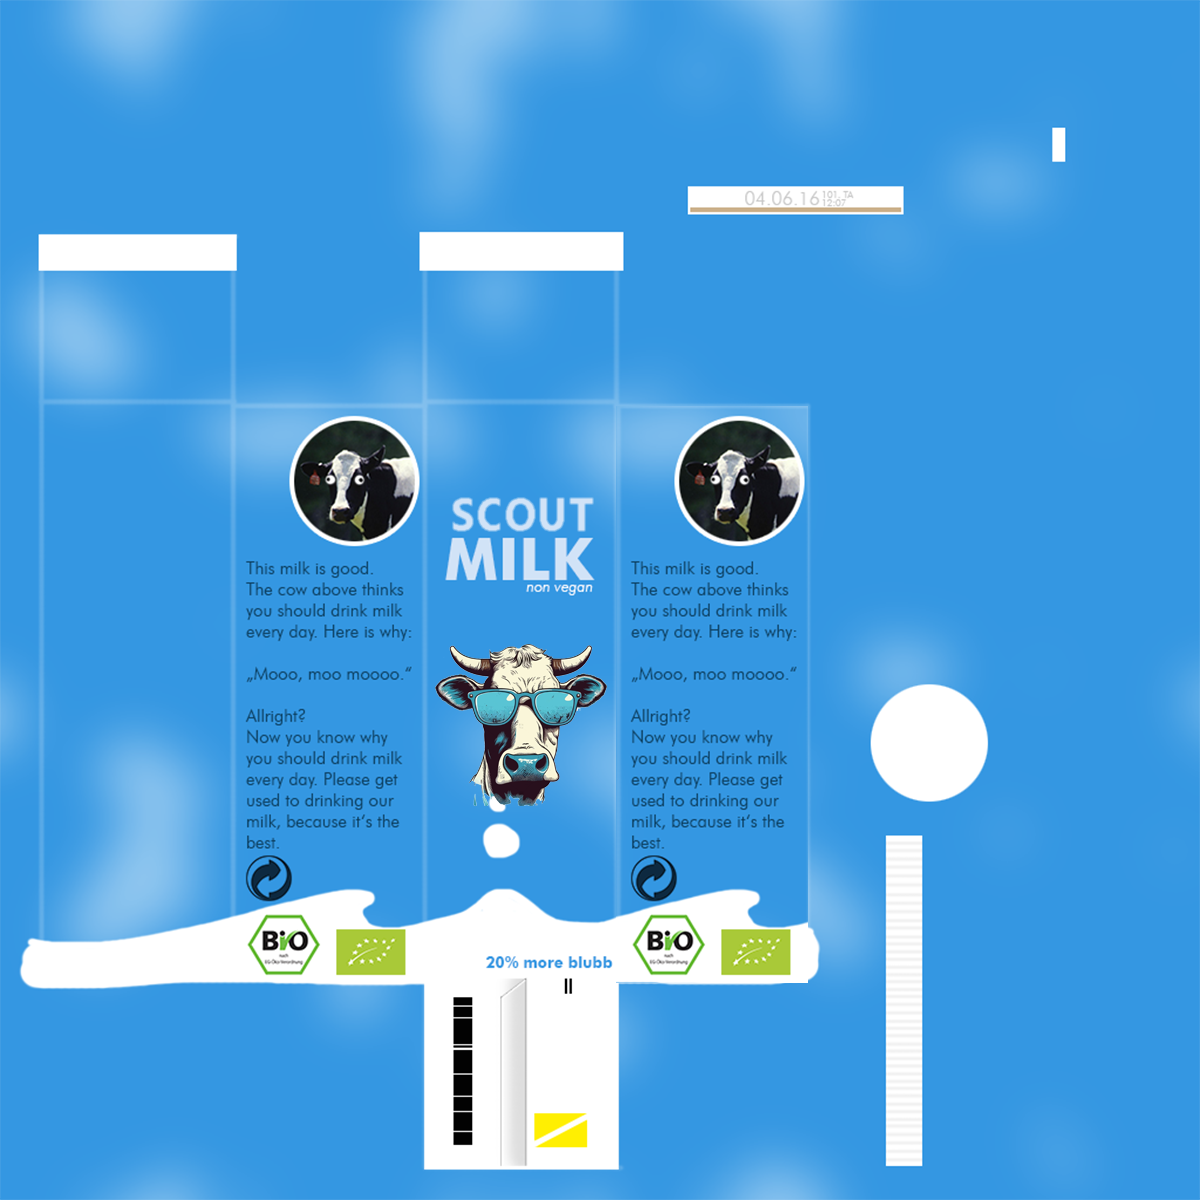 04.06.16 101, TA
12:07
SCOUT
MILK
non vegan
This milk is good.
The cow above thinks
you should drink milk
every day. Here is why:
„Mooo, moo moooo.“
Allright?
Now you know why
you should drink milk
every day. Please get
used to drinking our
milk, because it's the
best.
Bio
nach
EG-Öko-Verordnung
This milk is good.
The cow above thinks
you should drink milk
every day. Here is why:
„Mooo, moo moooo.“
Allright?
Now you know why
you should drink milk
every day. Please get
used to drinking our
milk, because it's the
best.
Bio
nach
EG-Öko-Verordnung
20% more blubb